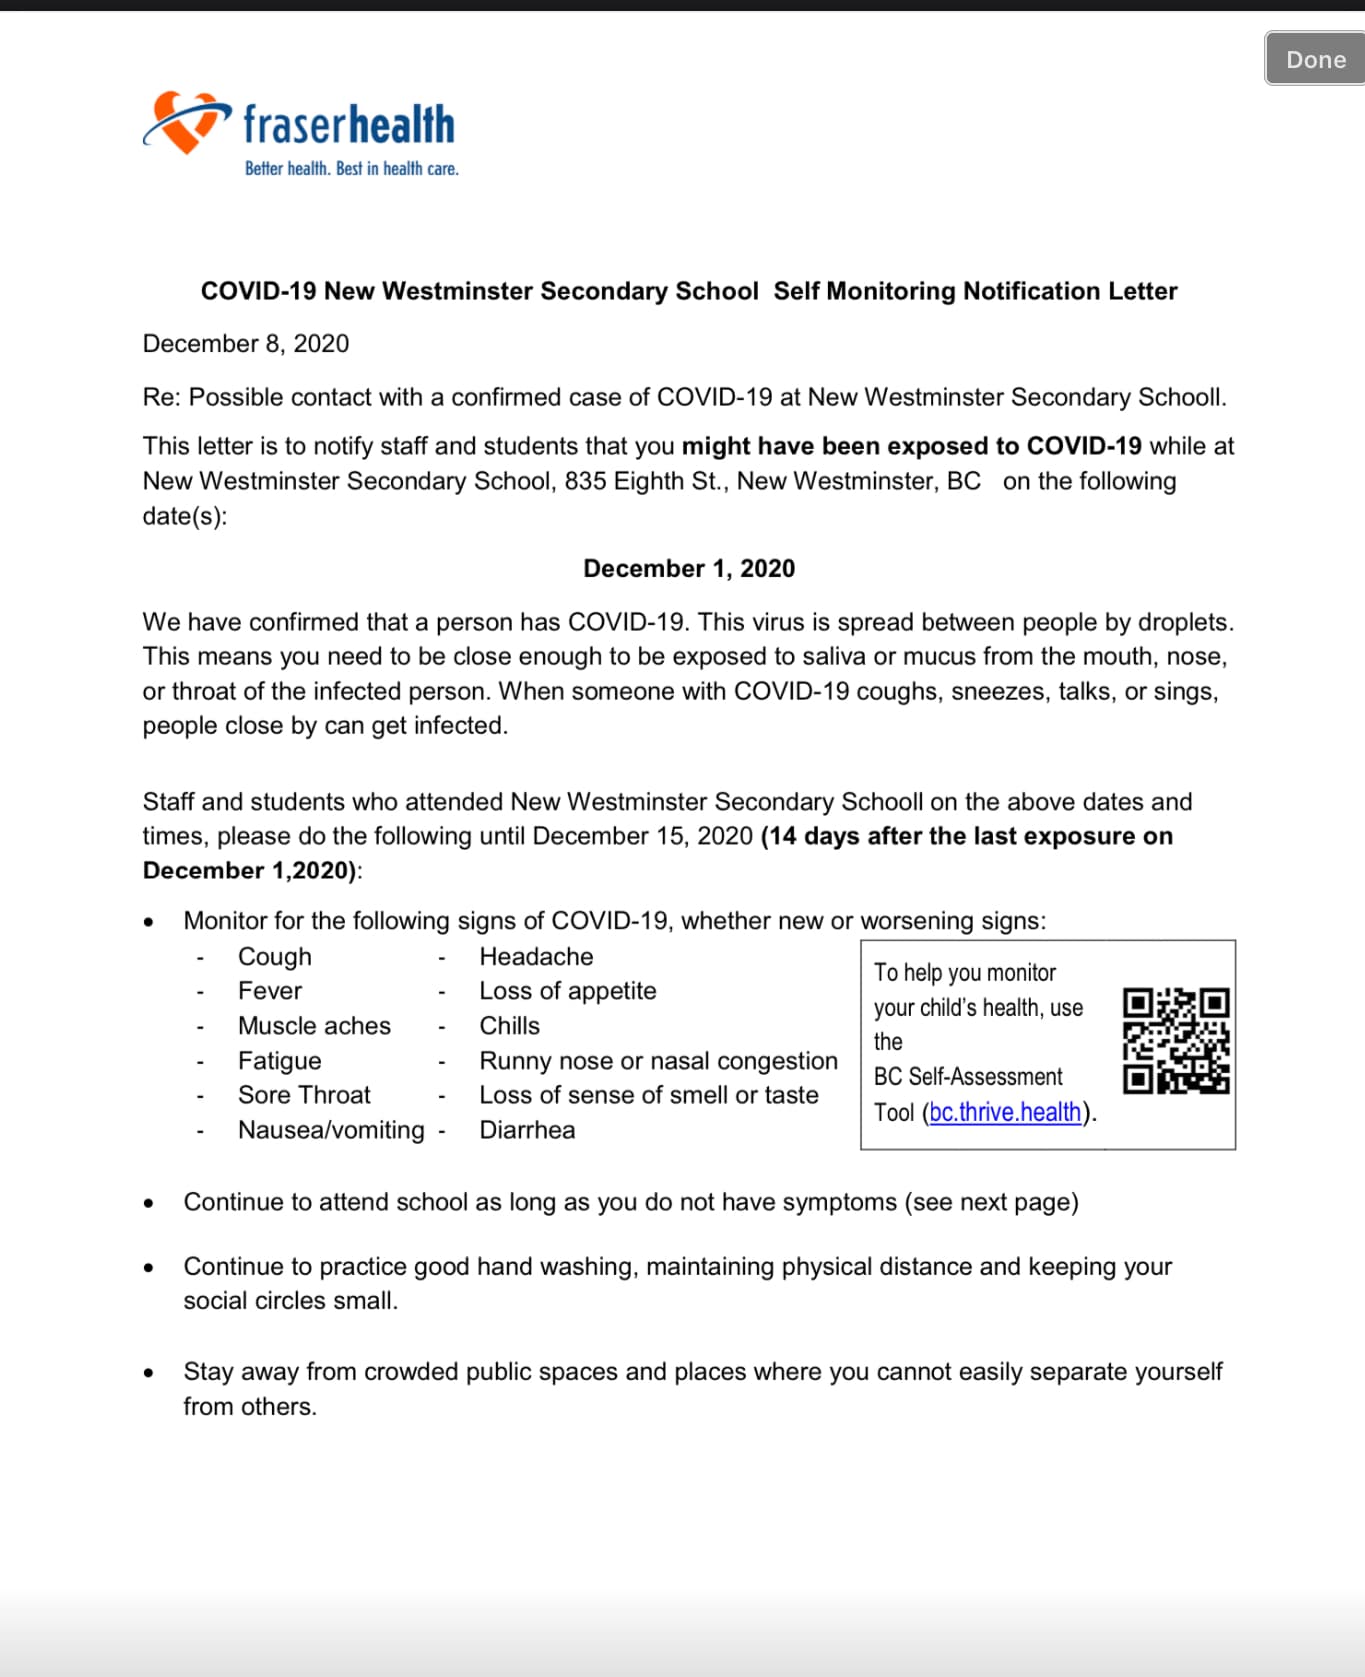 Done
fraserhealth
Better health. Best in health care.
COVID-19 New Westminster Secondary School  Self Monitoring Notification Letter
December 8, 2020
Re: Possible contact with a confirmed case of COVID-19 at New Westminster Secondary Schooll.
This letter is to notify staff and students that you might have been exposed to COVID-19 while at
New Westminster Secondary School, 835 Eighth St., New Westminster, BC   on the following
date(s):
December 1, 2020
We have confirmed that a person has COVID-19. This virus is spread between people by droplets.
This means you need to be close enough to be exposed to saliva or mucus from the mouth, nose,
or throat of the infected person. When someone with COVID-19 coughs, sneezes, talks, or sings,
people close by can get infected.
Staff and students who attended New Westminster Secondary Schooll on the above dates and
times, please do the following until December 15, 2020 (14 days after the last exposure on
December 1,2020):
• Monitor for the following signs of COVID-19, whether new or worsening signs:
- Cough - Headache
- Fever - Loss of appetite
- Muscle aches - Chills
- Fatigue - Runny nose or nasal congestion
- Sore Throat - Loss of sense of smell or taste
- Nausea/vomiting - Diarrhea
To help you monitor
your child's health, use
the
BC Self-Assessment
Tool (bc.thrive.health).
• Continue to attend school as long as you do not have symptoms (see next page)
• Continue to practice good hand washing, maintaining physical distance and keeping your
social circles small.
• Stay away from crowded public spaces and places where you cannot easily separate yourself
from others.